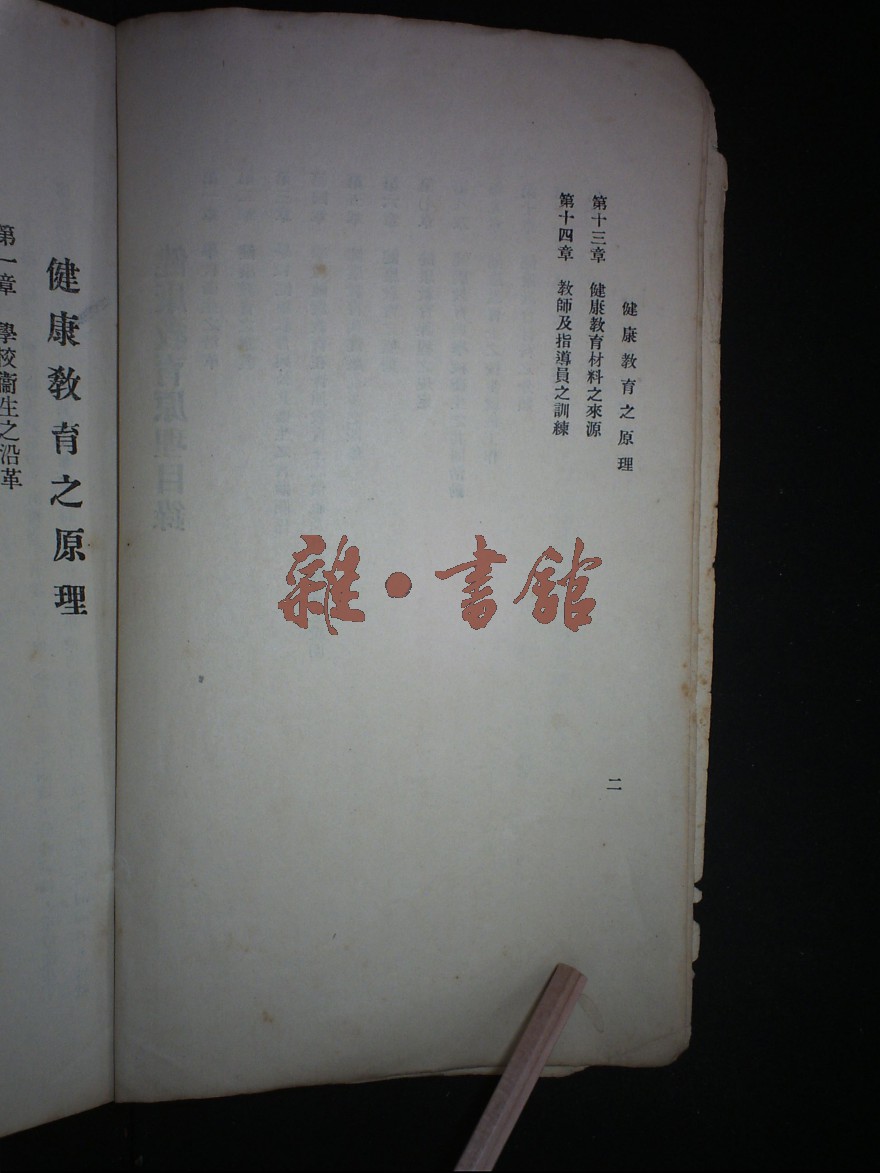 健康教育之原理
第十三章　健康教育材料之來源
第十四章　教師及指導員之訓練
二
健康教育之原理
第一章　學校衞生之沿革
雜•書館